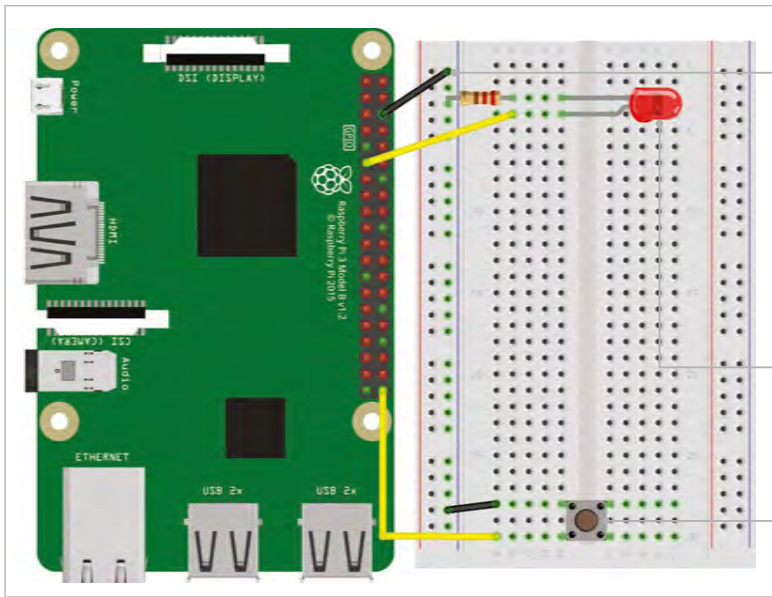 DSI (DISPLAY)
Power
GPIO
HDMI
Raspberry Pi 3 Model B v1.2
© Raspberry Pi 2015
CSI (CAMERA)
Audio
ETHERNET
USB 2x
USB 2x